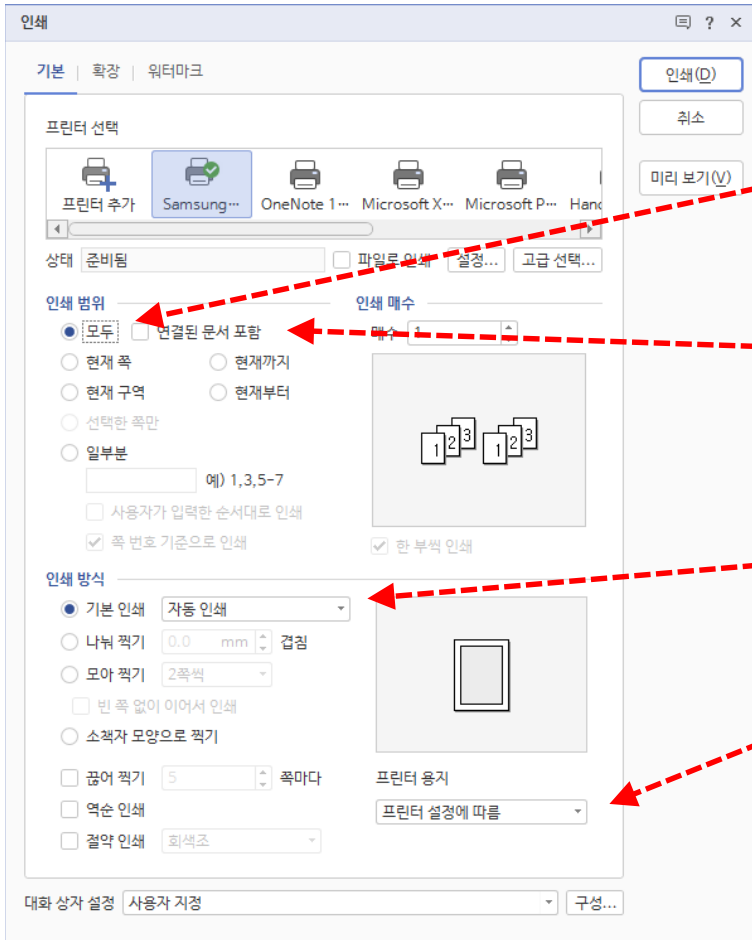 인쇄 ? ×
기본 | 확장 | 워터마크
인쇄(D)
취소
미리 보기(V)
프린터 선택
프린터 추가 Samsung… OneNote 1… Microsoft X… Microsoft P… Hanc
상태 준비됨 파일로 인쇄 설정... 고급 선택...
인쇄 범위 인쇄 매수
모두 연결된 문서 포함 매수 1
현재 쪽 현재까지
현재 구역 현재부터
선택한 쪽만
일부분
예) 1,3,5-7
1 2 3 1 2 3
사용자가 입력한 순서대로 인쇄
쪽 번호 기준으로 인쇄 한 부씩 인쇄
인쇄 방식
기본 인쇄 자동 인쇄
나눠 찍기 0.0 mm 겹침
모아 찍기 2쪽씩
빈 쪽 없이 이어서 인쇄
소책자 모양으로 찍기
끊어 찍기 5 쪽마다 프린터 용지
역순 인쇄 프린터 설정에 따름
절약 인쇄 회색조
대화 상자 설정 사용자 지정 구성...